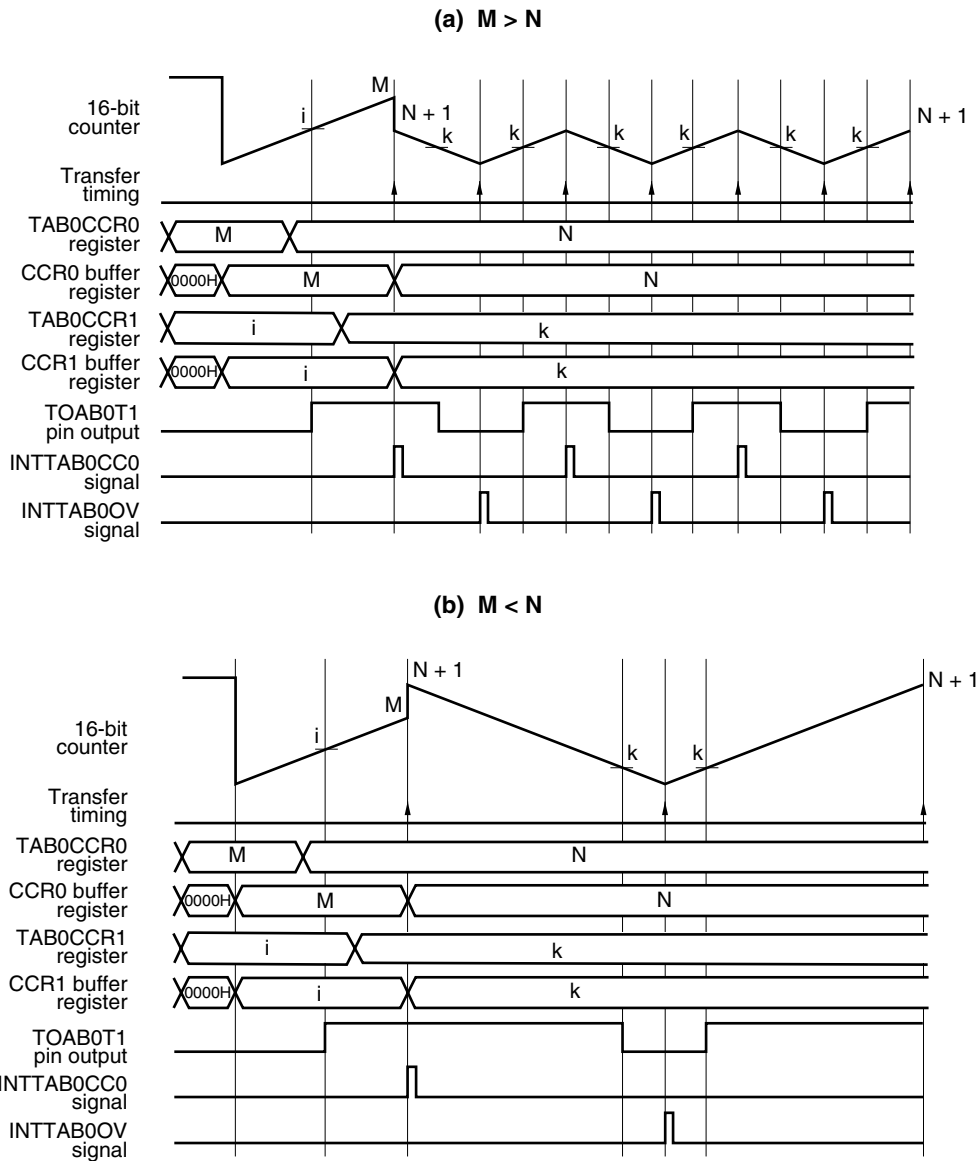 (a) M > N
M
i
N + 1
k
k
k
k
k
k
N + 1
16-bit
counter
Transfer
timing
TAB0CCR0
register
M
N
CCR0 buffer
register
0000H
M
N
TAB0CCR1
register
i
k
CCR1 buffer
register
0000H
i
k
TOAB0T1
pin output
INTTAB0CC0
signal
INTTAB0OV
signal
(b) M < N
N + 1
N + 1
M
i
k
k
16-bit
counter
Transfer
timing
TAB0CCR0
register
M
N
CCR0 buffer
register
0000H
M
N
TAB0CCR1
register
i
k
CCR1 buffer
register
0000H
i
k
TOAB0T1
pin output
INTTAB0CC0
signal
INTTAB0OV
signal